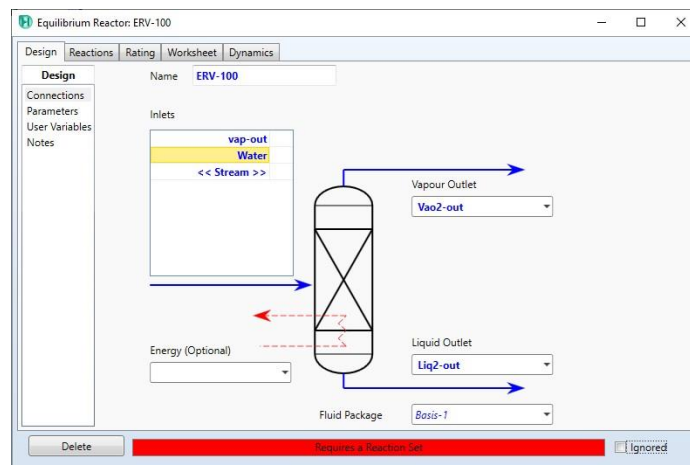 Equilibrium Reactor: ERV-100
Design Reactions Rating Worksheet Dynamics
Design
Connections
Parameters
User Variables
Notes
Name ERV-100
Inlets
vap-out
Water
<< Stream >>
Vapour Outlet
Vao2-out
Energy (Optional)
Liquid Outlet
Liq2-out
Fluid Package Basis-1
Delete Requires a Reaction Set Ignored